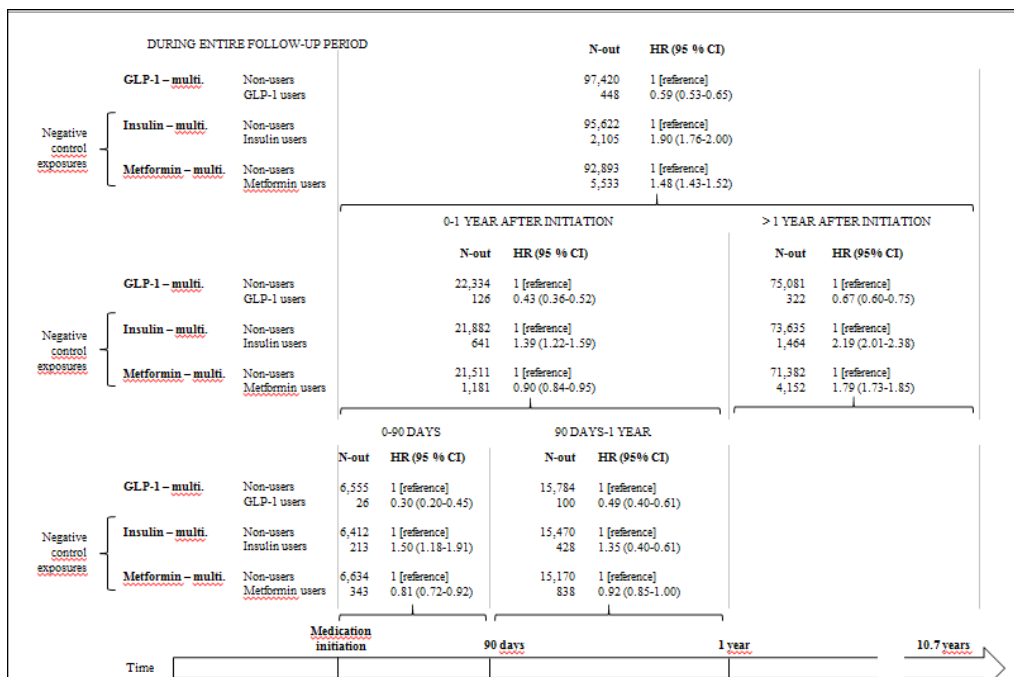 DURING ENTIRE FOLLOW-UP PERIOD
N-out HR (95 % CI)
GLP-1 – multi. Non-users 97,420 1 [reference]
GLP-1 users 448 0.59 (0.53-0.65)
Negative control exposures
Insulin – multi. Non-users 95,622 1 [reference]
Insulin users 2,105 1.90 (1.76-2.00)
Metformin – multi. Non-users 92,893 1 [reference]
Metformin users 5,533 1.48 (1.43-1.52)
0-1 YEAR AFTER INITIATION > 1 YEAR AFTER INITIATION
N-out HR (95 % CI) N-out HR (95% CI)
GLP-1 – multi. Non-users 22,334 1 [reference] 75,081 1 [reference]
GLP-1 users 126 0.43 (0.36-0.52) 322 0.67 (0.60-0.75)
Negative control exposures
Insulin – multi. Non-users 21,882 1 [reference] 73,635 1 [reference]
Insulin users 641 1.39 (1.22-1.59) 1,464 2.19 (2.01-2.38)
Metformin – multi. Non-users 21,511 1 [reference] 71,382 1 [reference]
Metformin users 1,181 0.90 (0.84-0.95) 4,152 1.79 (1.73-1.85)
0-90 DAYS 90 DAYS-1 YEAR
N-out HR (95 % CI) N-out HR (95% CI)
GLP-1 – multi. Non-users 6,555 1 [reference] 15,784 1 [reference]
GLP-1 users 26 0.30 (0.20-0.45) 100 0.49 (0.40-0.61)
Negative control exposures
Insulin – multi. Non-users 6,412 1 [reference] 15,470 1 [reference]
Insulin users 213 1.50 (1.18-1.91) 428 1.35 (0.40-0.61)
Metformin – multi. Non-users 6,634 1 [reference] 15,170 1 [reference]
Metformin users 343 0.81 (0.72-0.92) 838 0.92 (0.85-1.00)
Medication
initiation 90 days 1 year 10.7 years
Time